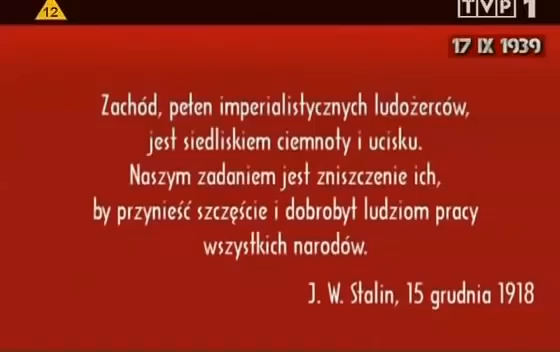 12
TVP 1
17 IX 1939
Zachód, pełen imperialistycznych ludożerców,
jest siedliskiem ciemnoty i ucisku.
Naszym zadaniem jest zniszczenie ich,
by przynieść szczęście i dobrobyt ludziom pracy
wszystkich narodów.
J. W. Stalin, 15 grudnia 1918